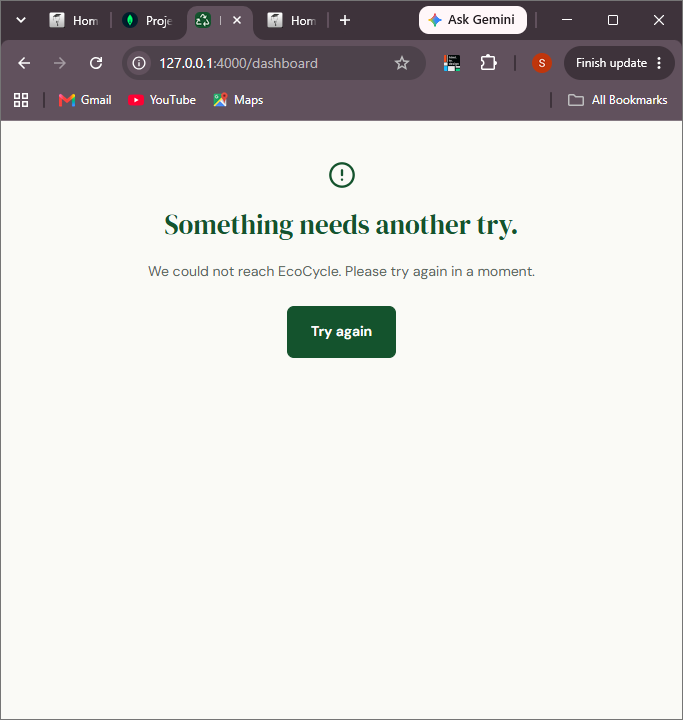 Hom
Proje
Hom
Ask Gemini
127.0.0.1:4000/dashboard
S
Finish update
Gmail
YouTube
Maps
All Bookmarks
Something needs another try.
We could not reach EcoCycle. Please try again in a moment.
Try again